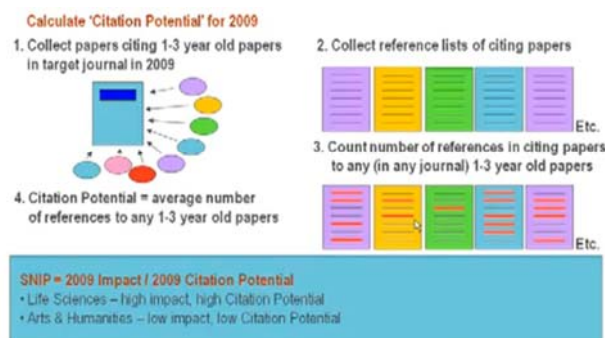 Calculate 'Citation Potential' for 2009
1. Collect papers citing 1-3 year old papers
in target journal in 2009
2. Collect reference lists of citing papers
Etc.
3. Count number of references in citing papers
to any (in any journal) 1-3 year old papers
Etc.
4. Citation Potential = average number
of references to any 1-3 year old papers
SNIP = 2009 Impact / 2009 Citation Potential
• Life Sciences – high impact, high Citation Potential
• Arts & Humanities – low impact, low Citation Potential